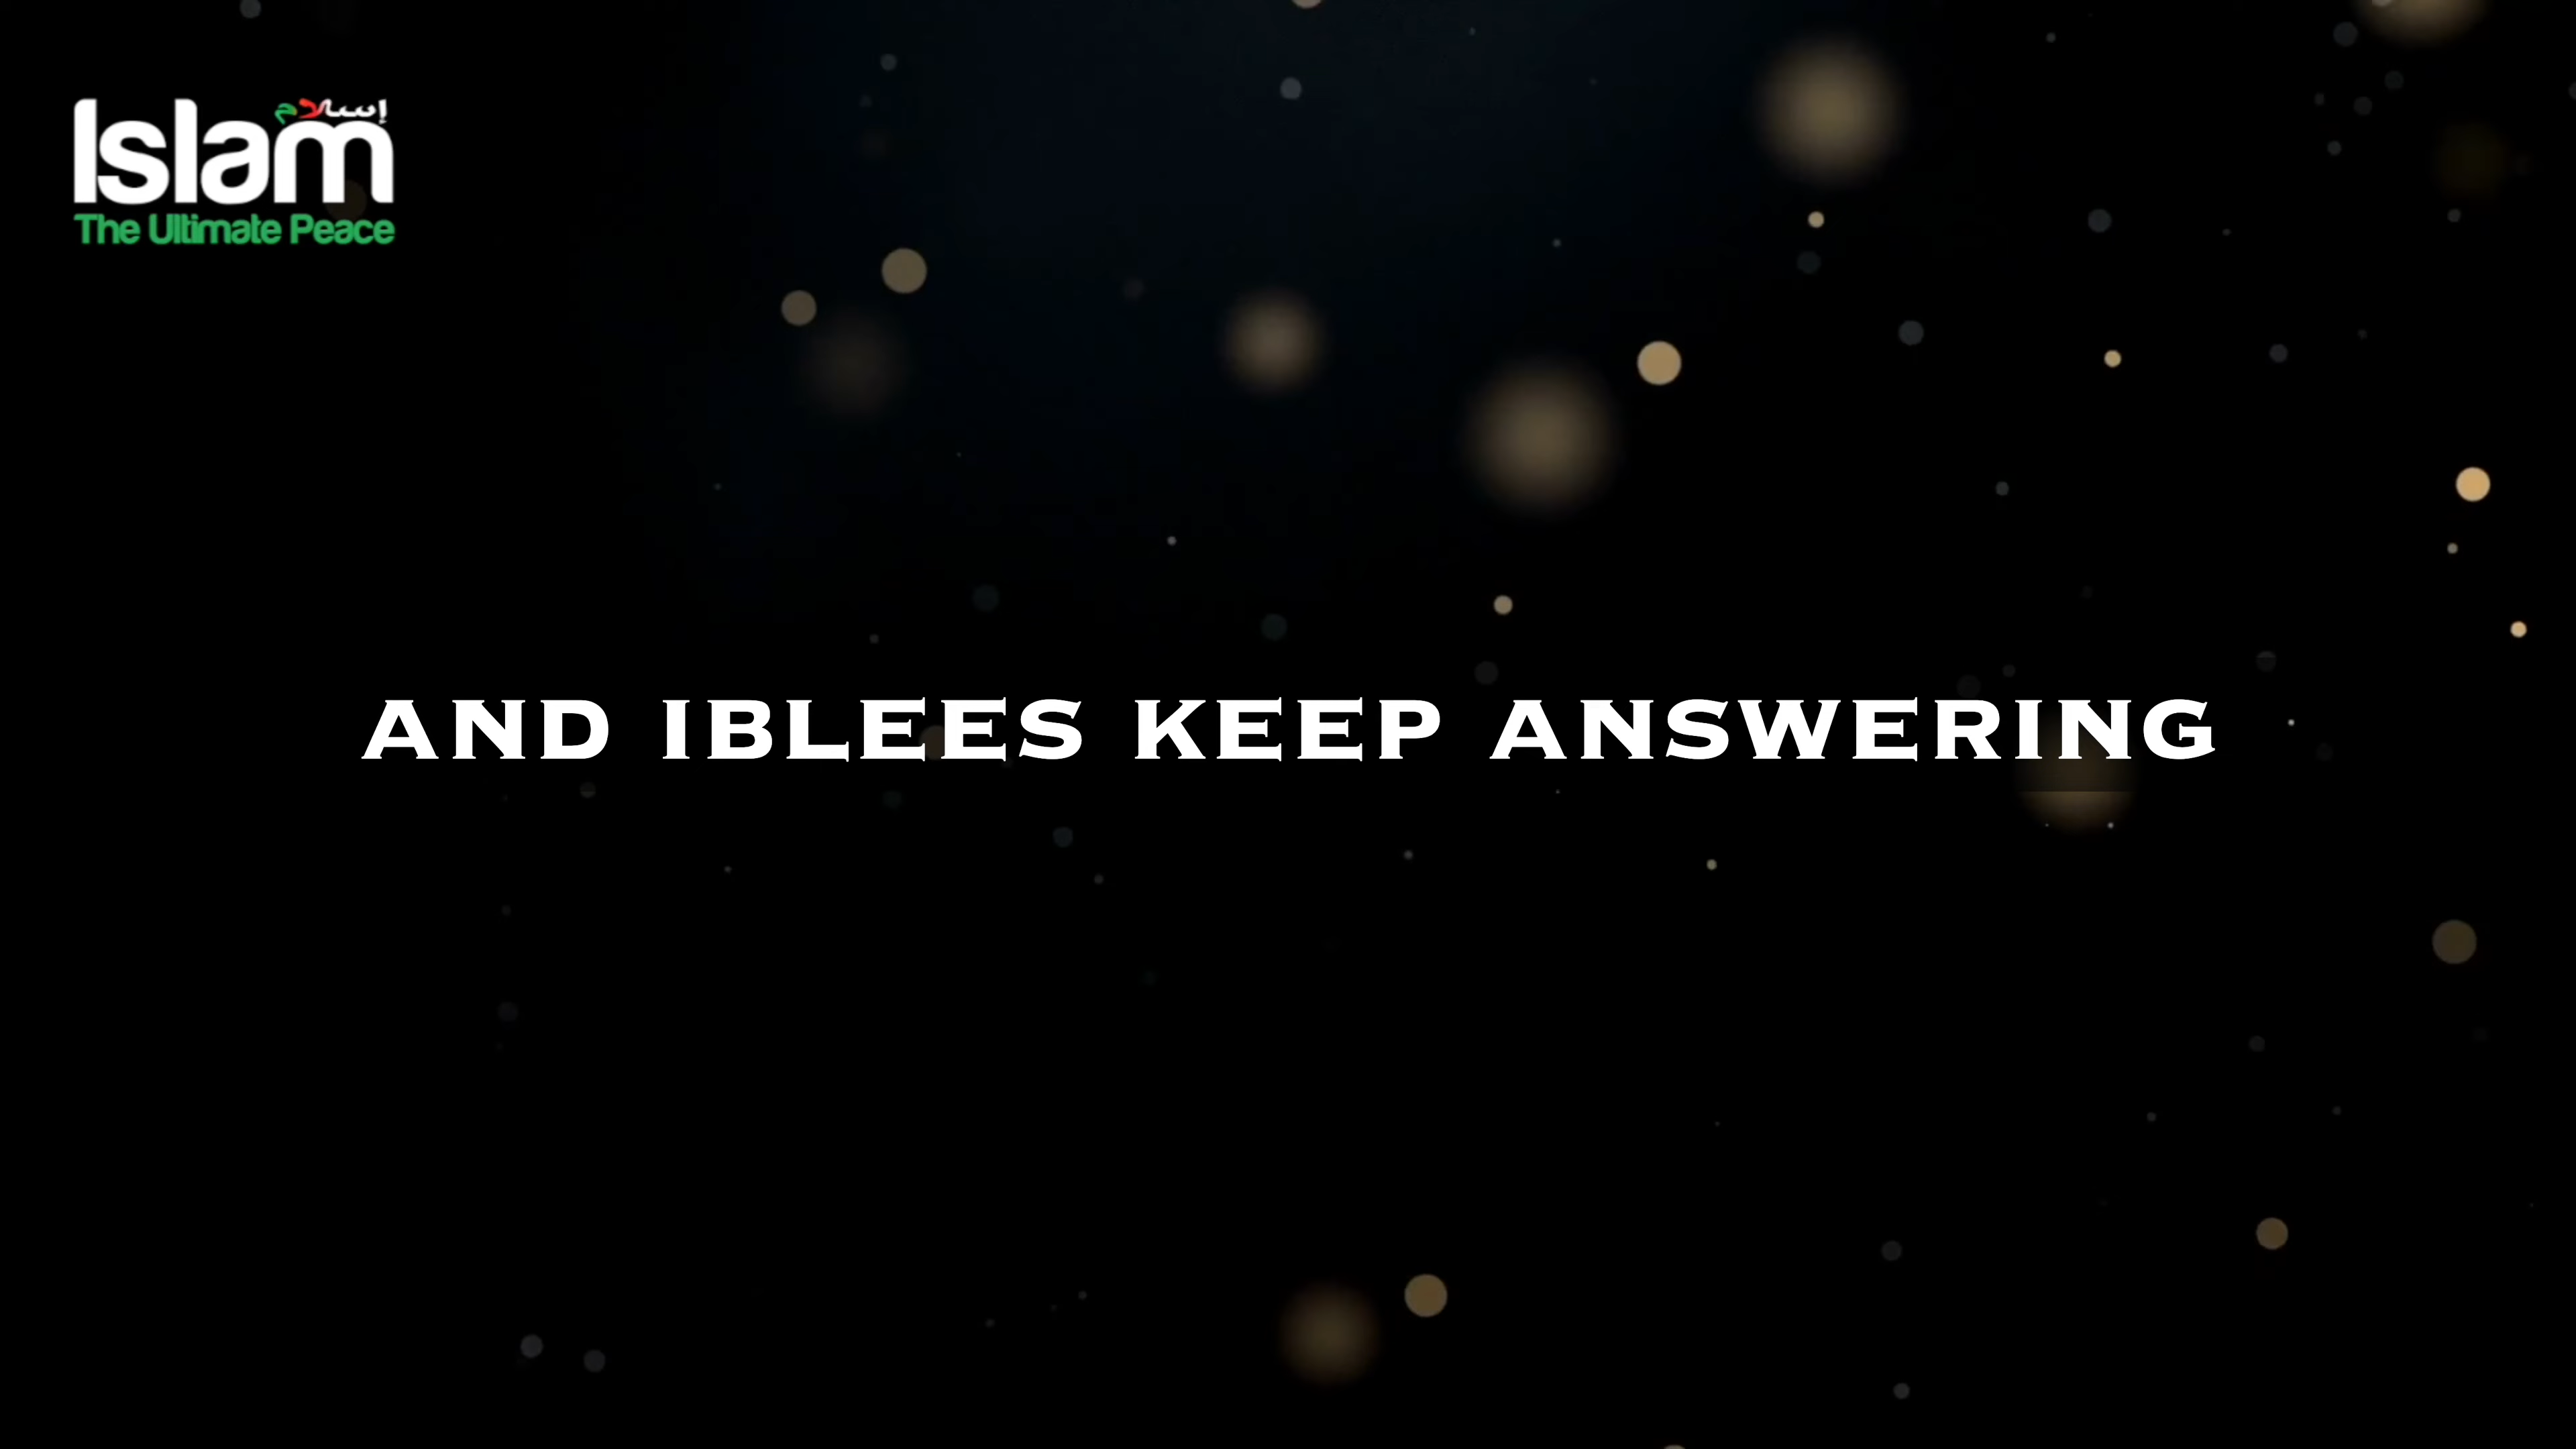 إسلام
Islam
The Ultimate Peace
AND IBLEES KEEP ANSWERING